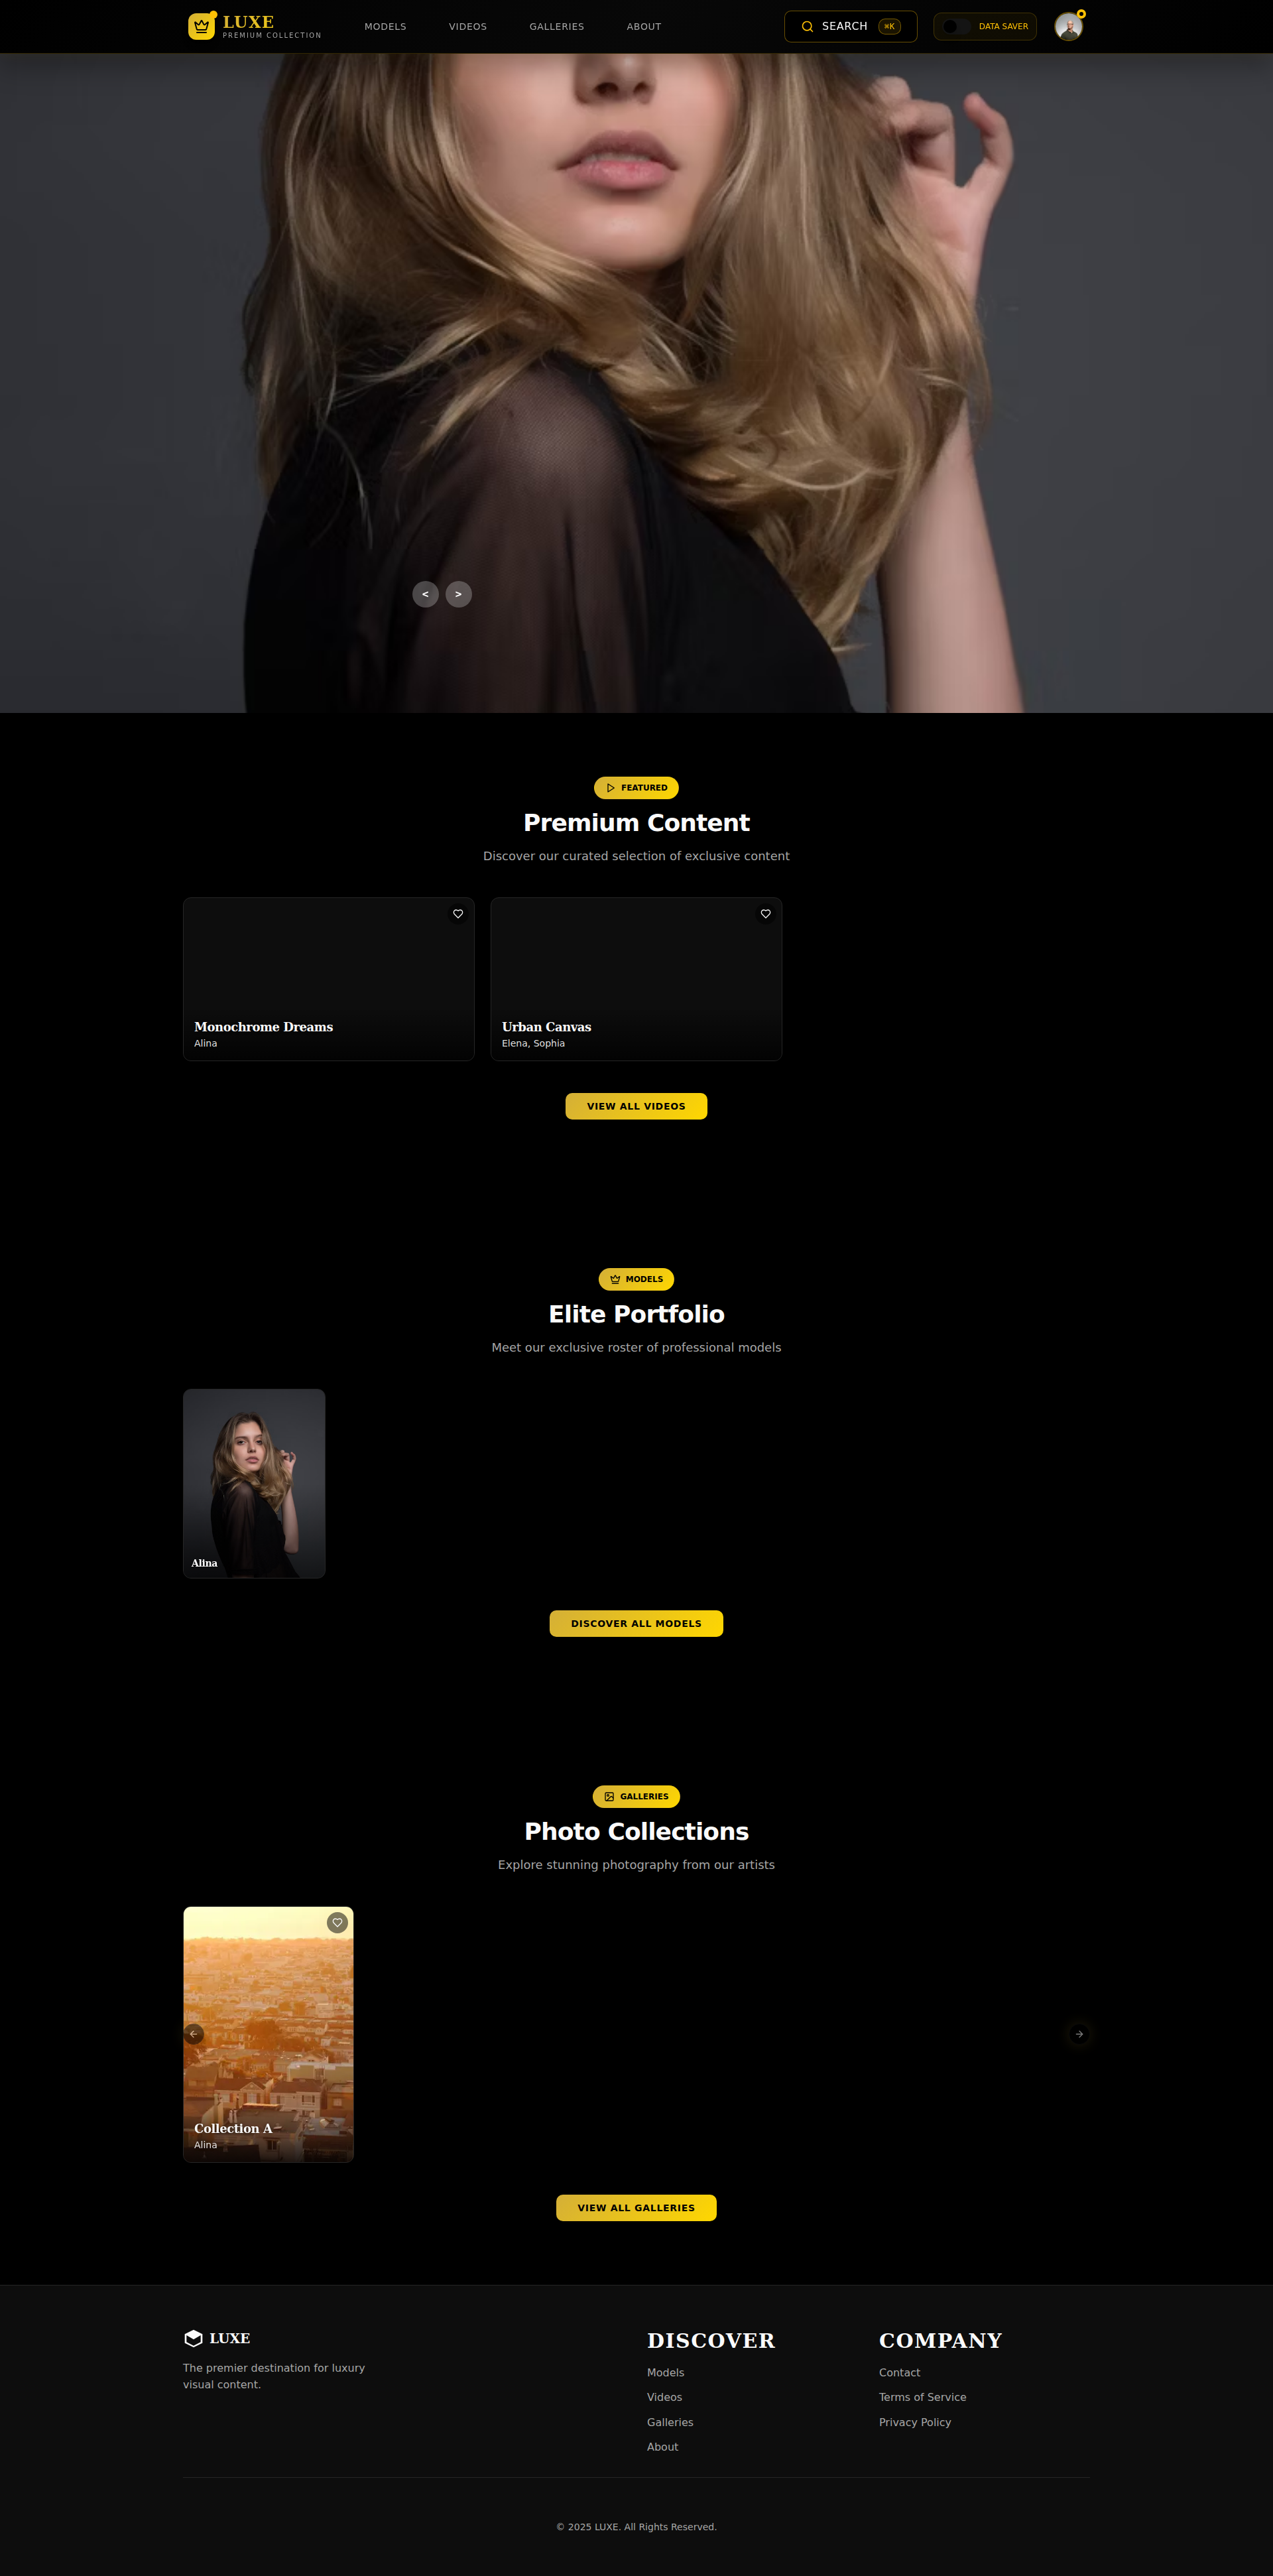 LUXE
PREMIUM COLLECTION
MODELS
VIDEOS
GALLERIES
ABOUT
SEARCH
⌘K
DATA SAVER
< >
FEATURED
Premium Content
Discover our curated selection of exclusive content
Monochrome Dreams
Alina
Urban Canvas
Elena, Sophia
VIEW ALL VIDEOS
MODELS
Elite Portfolio
Meet our exclusive roster of professional models
Alina
DISCOVER ALL MODELS
GALLERIES
Photo Collections
Explore stunning photography from our artists
Collection A
Alina
VIEW ALL GALLERIES
LUXE
The premier destination for luxury
visual content.
DISCOVER
Models
Videos
Galleries
About
COMPANY
Contact
Terms of Service
Privacy Policy
© 2025 LUXE. All Rights Reserved.